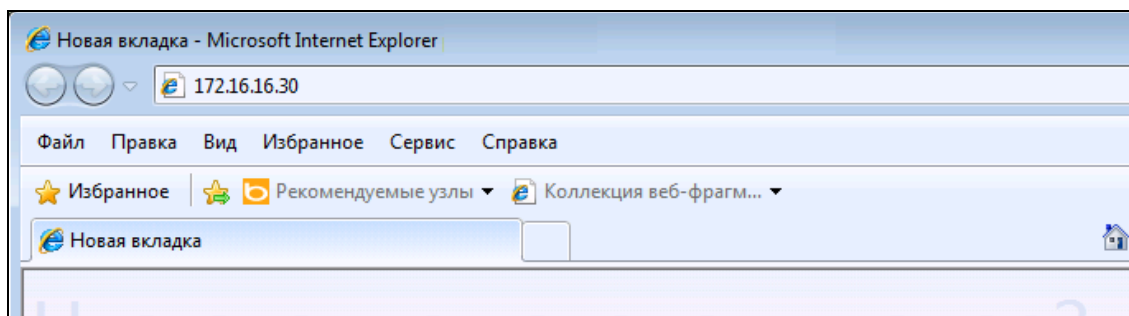 Новая вкладка - Microsoft Internet Explorer
172.16.16.30
Файл Правка Вид Избранное Сервис Справка
Избранное Рекомендуемые узлы Коллекция веб-фрагм...
Новая вкладка